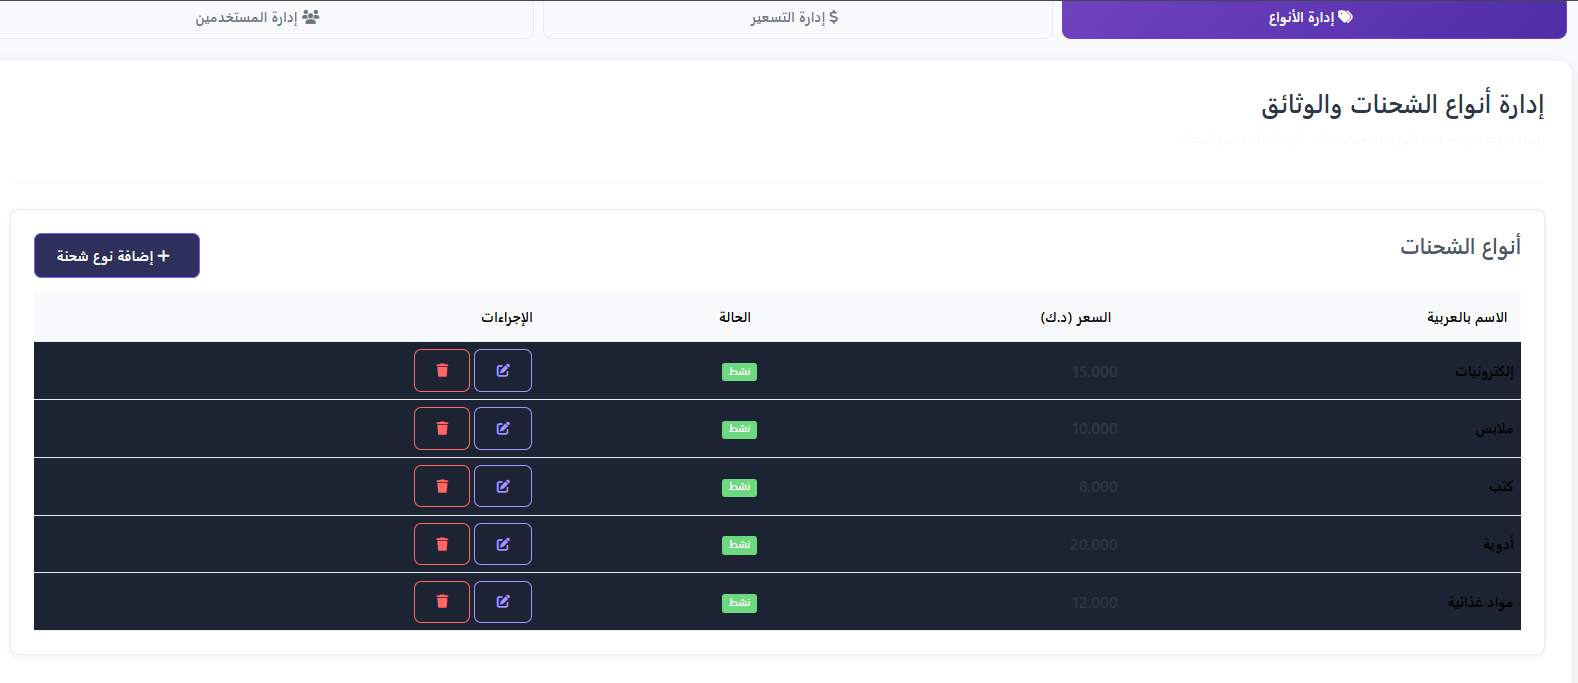 إدارة الأنواع
$ إدارة التسعير
إدارة المستخدمين
إدارة أنواع الشحنات والوثائق
أنواع الشحنات
+ إضافة نوع شحنة
الاسم بالعربية السعر (د.ك) الحالة الإجراءات
إلكترونيات 15.000 نشط
ملابس 10.000 نشط
كتب 8.000 نشط
أدوية 20.000 نشط
مواد غذائية 12.000 نشط